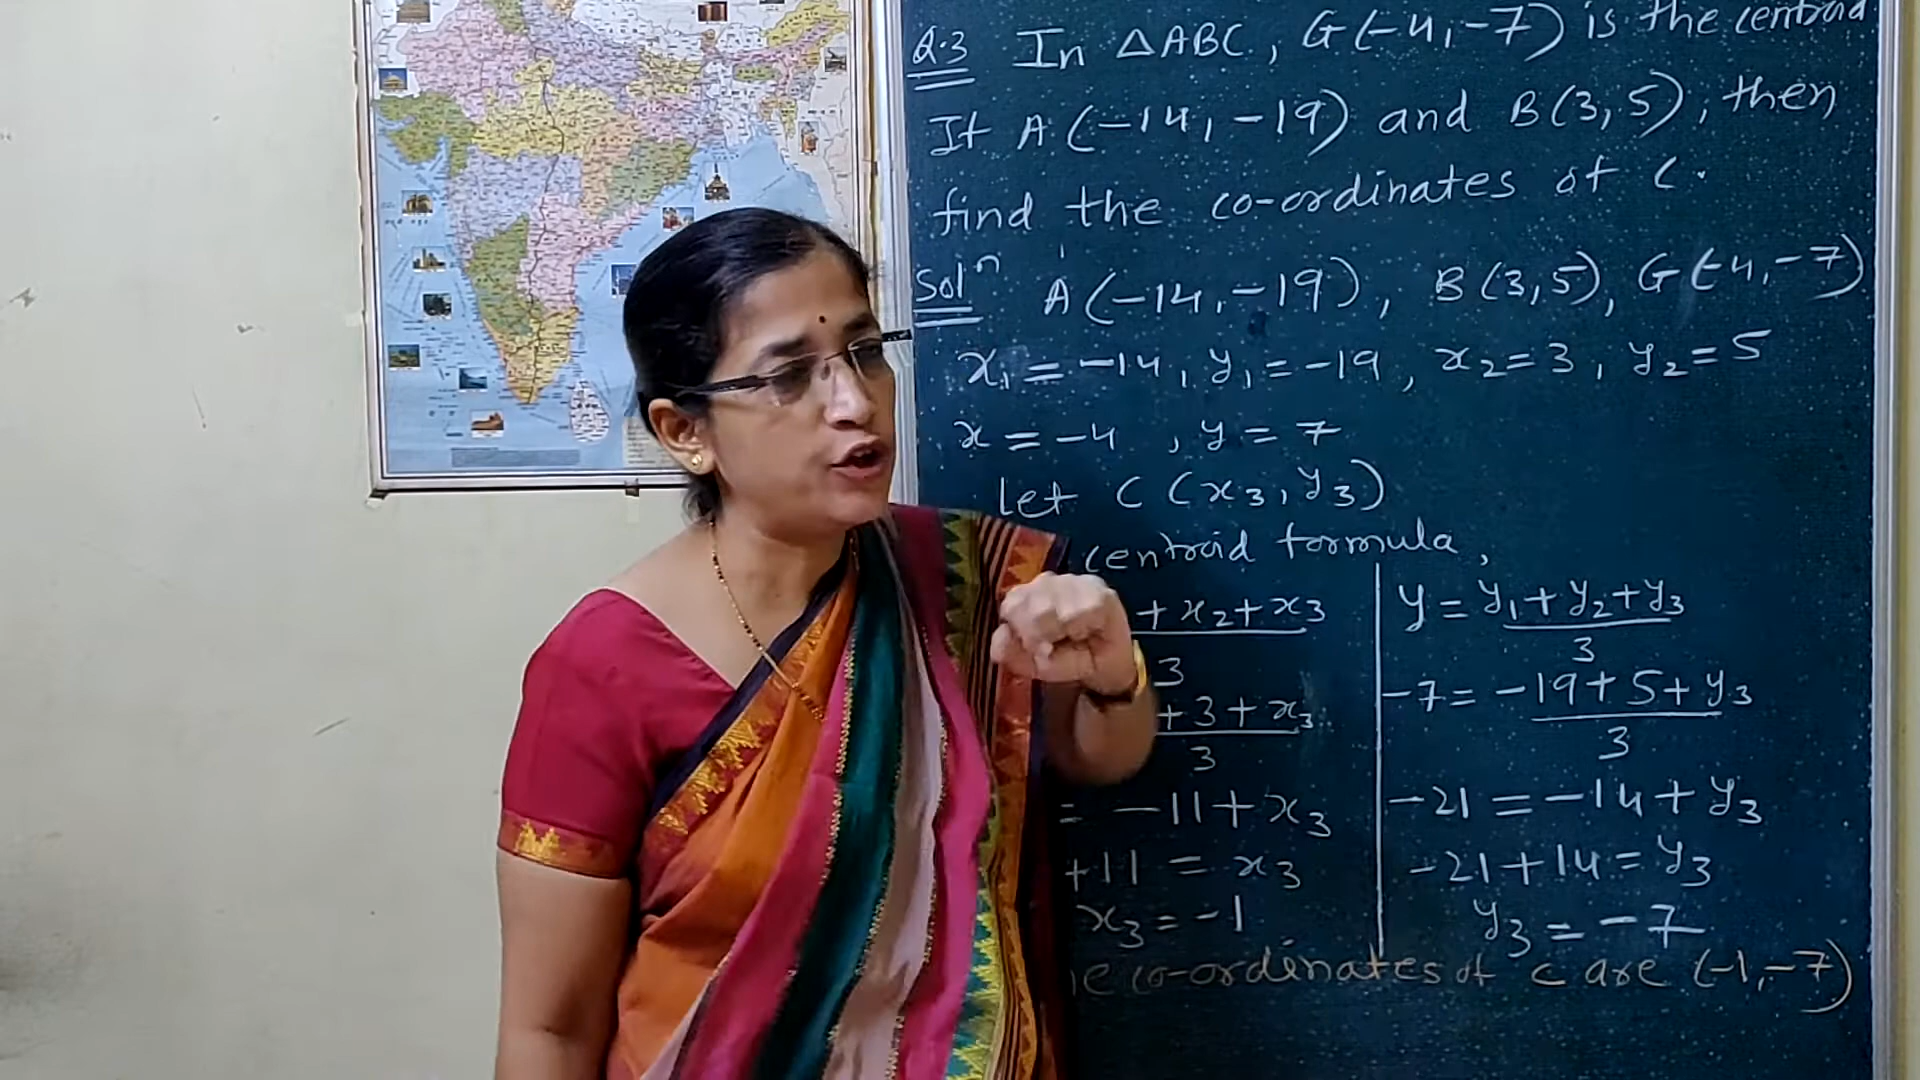 Q.3 In △ABC, G(-4,-7) is the centroid.
If A(-14,-19) and B(3,5), then
find the co-ordinates of C.
Solⁿ A(-14,-19), B(3,5), G(-4,-7)
x₁=-14, y₁=-19, x₂=3, y₂=5
x=-4, y=7
let C(x₃,y₃)
centroid formula,
+x₂+x₃
3
+3+x₃
3
= -11+x₃
+11 = x₃
x₃=-1
y=y₁+y₂+y₃
3
-7=-19+5+y₃
3
-21=-14+y₃
-21+14=y₃
y₃=-7
co-ordinates of C are (-1,-7)